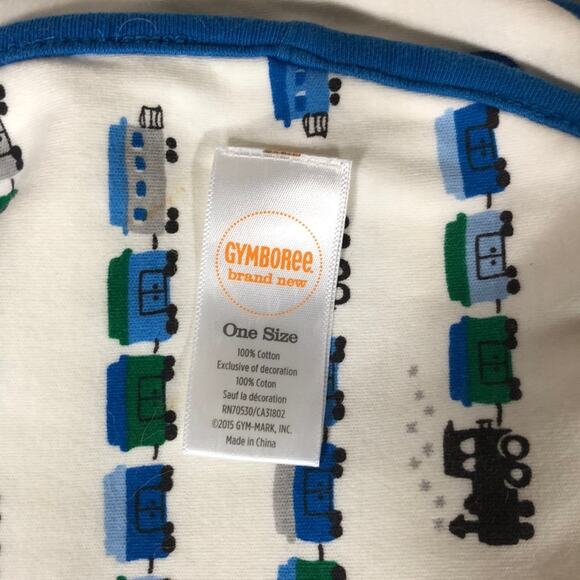 GYMBOREE
brand new
One Size
100% Cotton
Exclusive of decoration
100% Coton
Sauf la décoration
RN70530/CA31802
©2015 GYM-MARK, INC.
Made in China